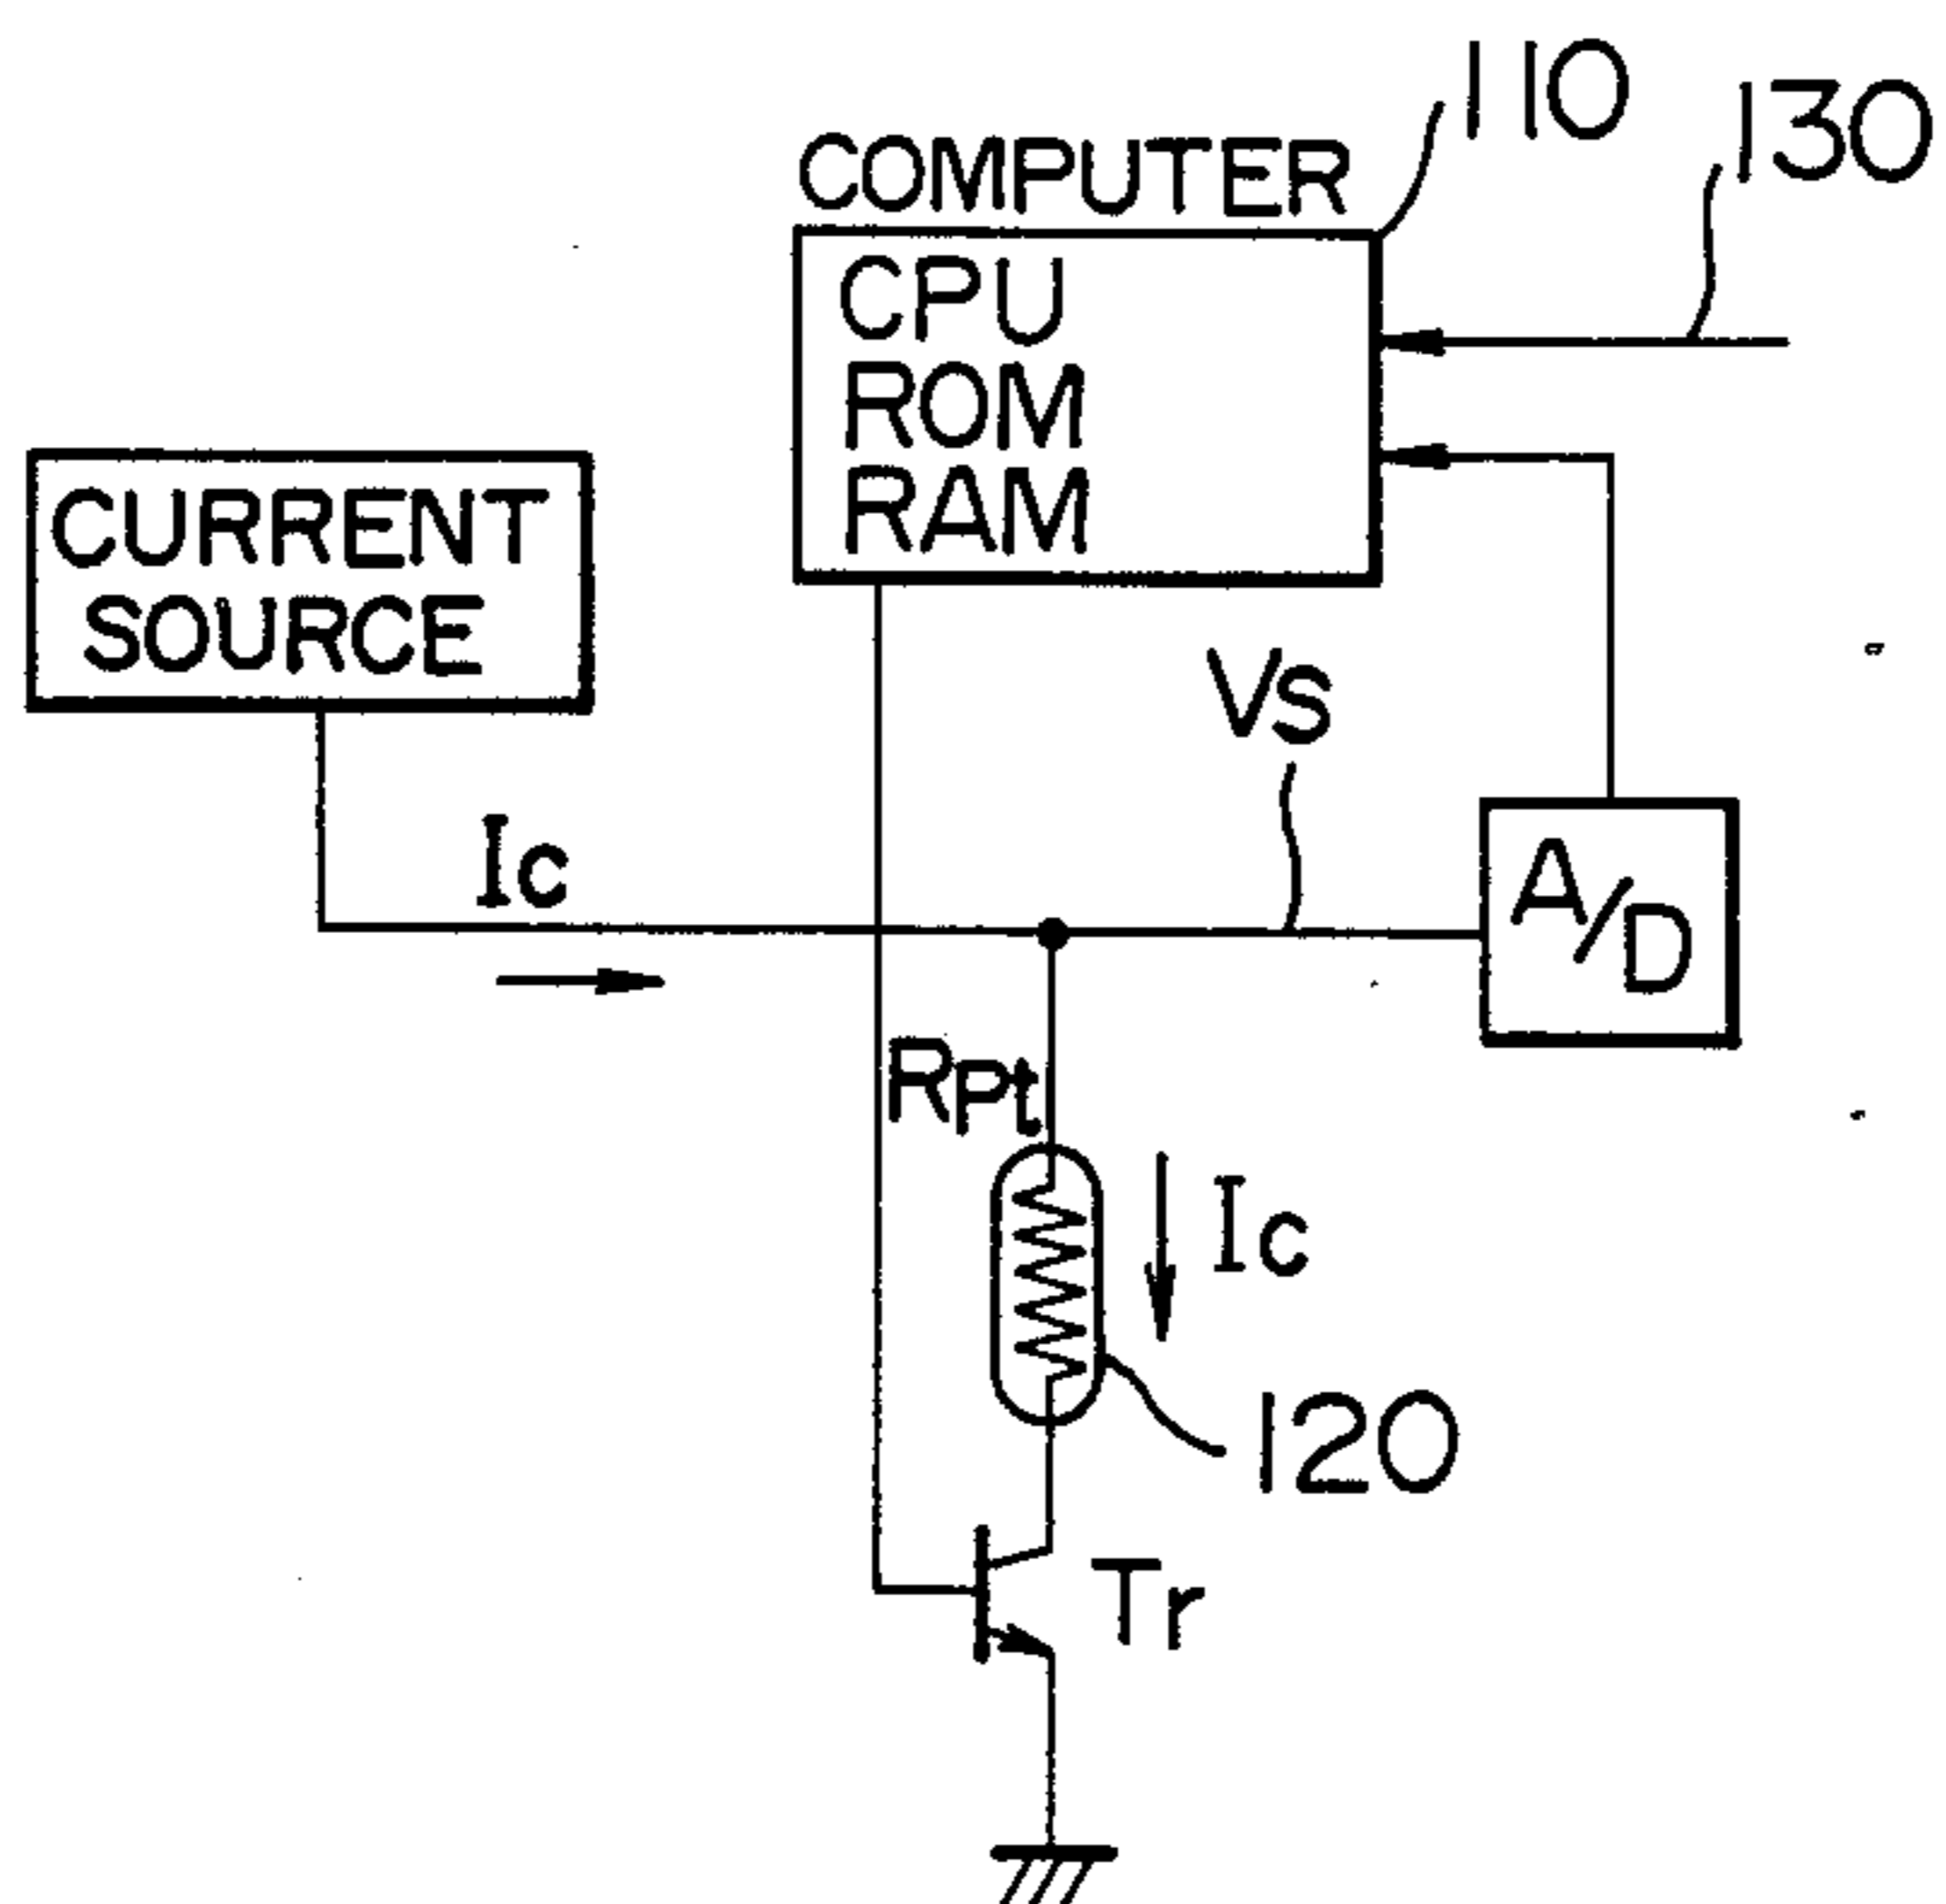 110
130
COMPUTER
CPU
ROM
RAM
CURRENT
SOURCE
Vs
Ic
A/D
RPt
Ic
120
Tr